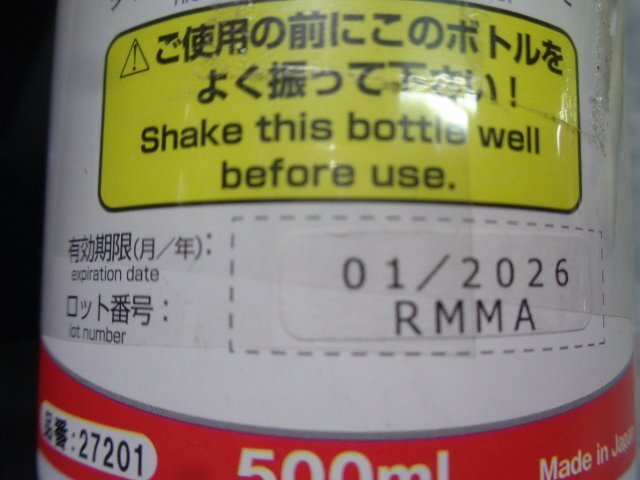 ⚠ご使用の前にこのボトルを
よく振って下さい!
Shake this bottle well
before use.
有効期限(月/年):
expiration date
01/2026
ロット番号:
lot number
RMMA
品番:27201
500ml
Made in Japan